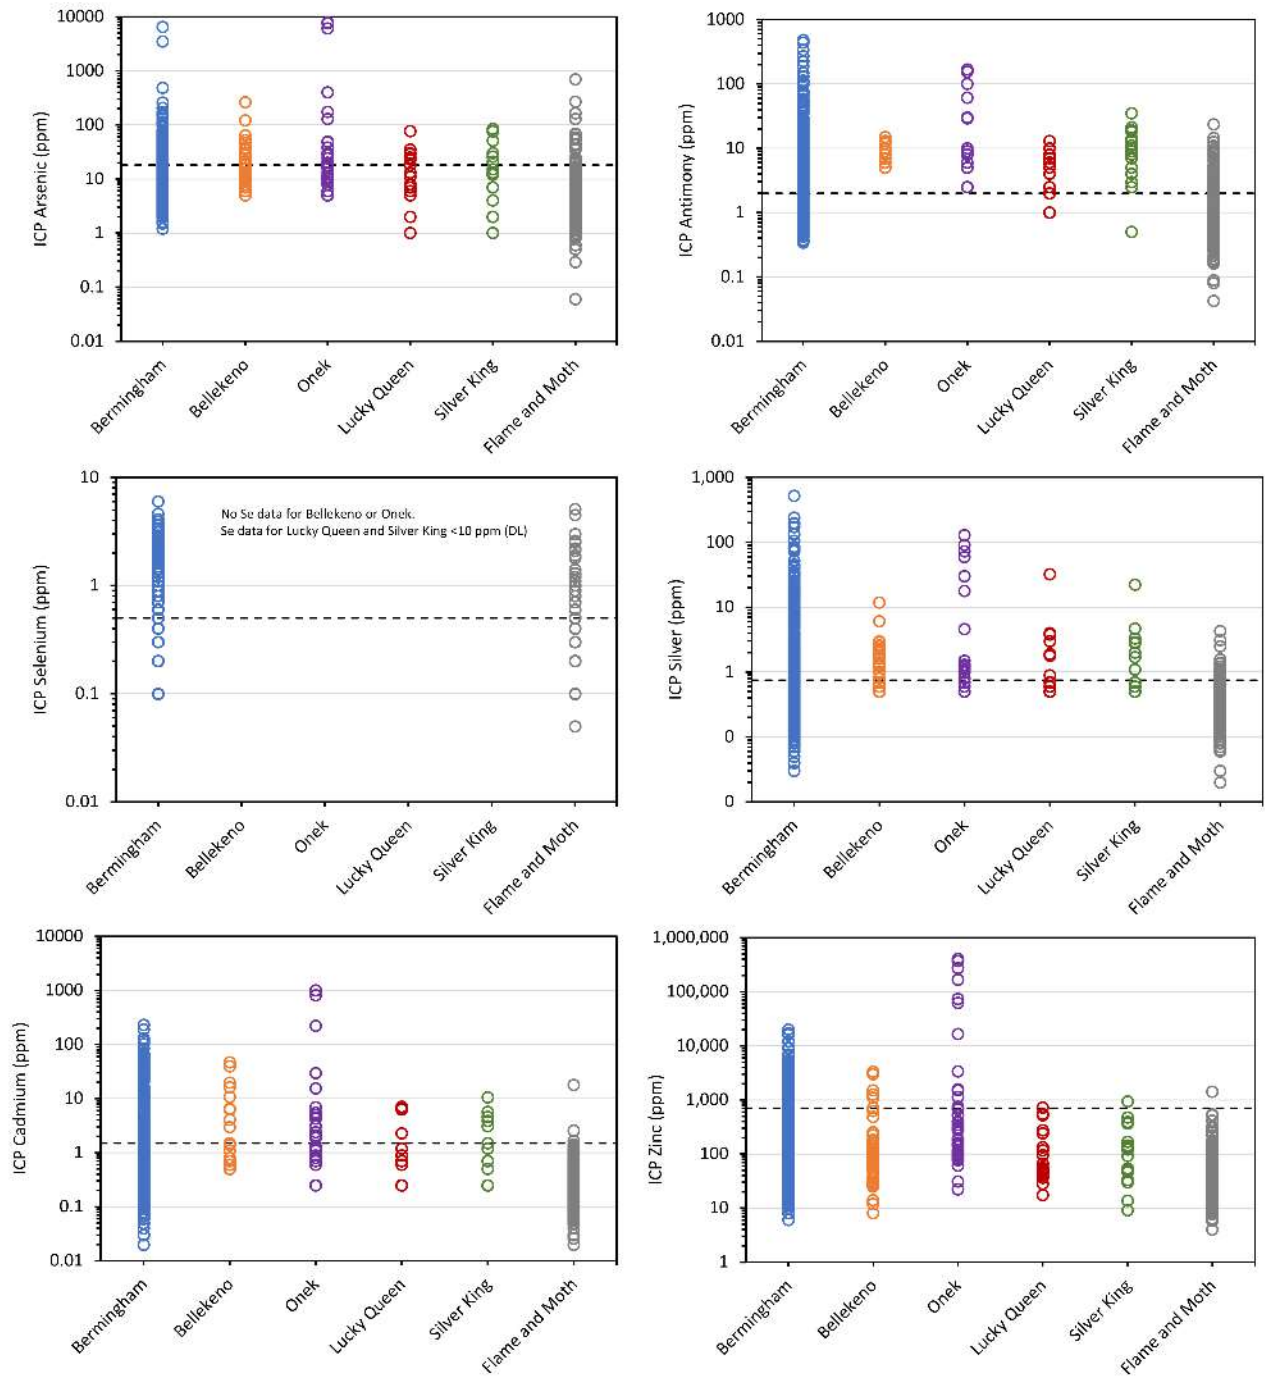 10000
1000
100
10
1
0.1
0.01
ICP Arsenic (ppm)
Bermingham
Bellekeno
Onek
Lucky Queen
Silver King
Flame and Moth
1000
100
10
1
0.1
0.01
ICP Antimony (ppm)
Bermingham
Bellekeno
Onek
Lucky Queen
Silver King
Flame and Moth
10
1
0.1
0.01
ICP Selenium (ppm)
No Se data for Bellekeno or Onek.
Se data for Lucky Queen and Silver King <10 ppm (DL)
Bermingham
Bellekeno
Onek
Lucky Queen
Silver King
Flame and Moth
1,000
100
10
1
0
0
ICP Silver (ppm)
Bermingham
Bellekeno
Onek
Lucky Queen
Silver King
Flame and Moth
10000
1000
100
10
1
0.1
0.01
ICP Cadmium (ppm)
Bermingham
Bellekeno
Onek
Lucky Queen
Silver King
Flame and Moth
1,000,000
100,000
10,000
1,000
100
10
1
ICP Zinc (ppm)
Bermingham
Bellekeno
Onek
Lucky Queen
Silver King
Flame and Moth